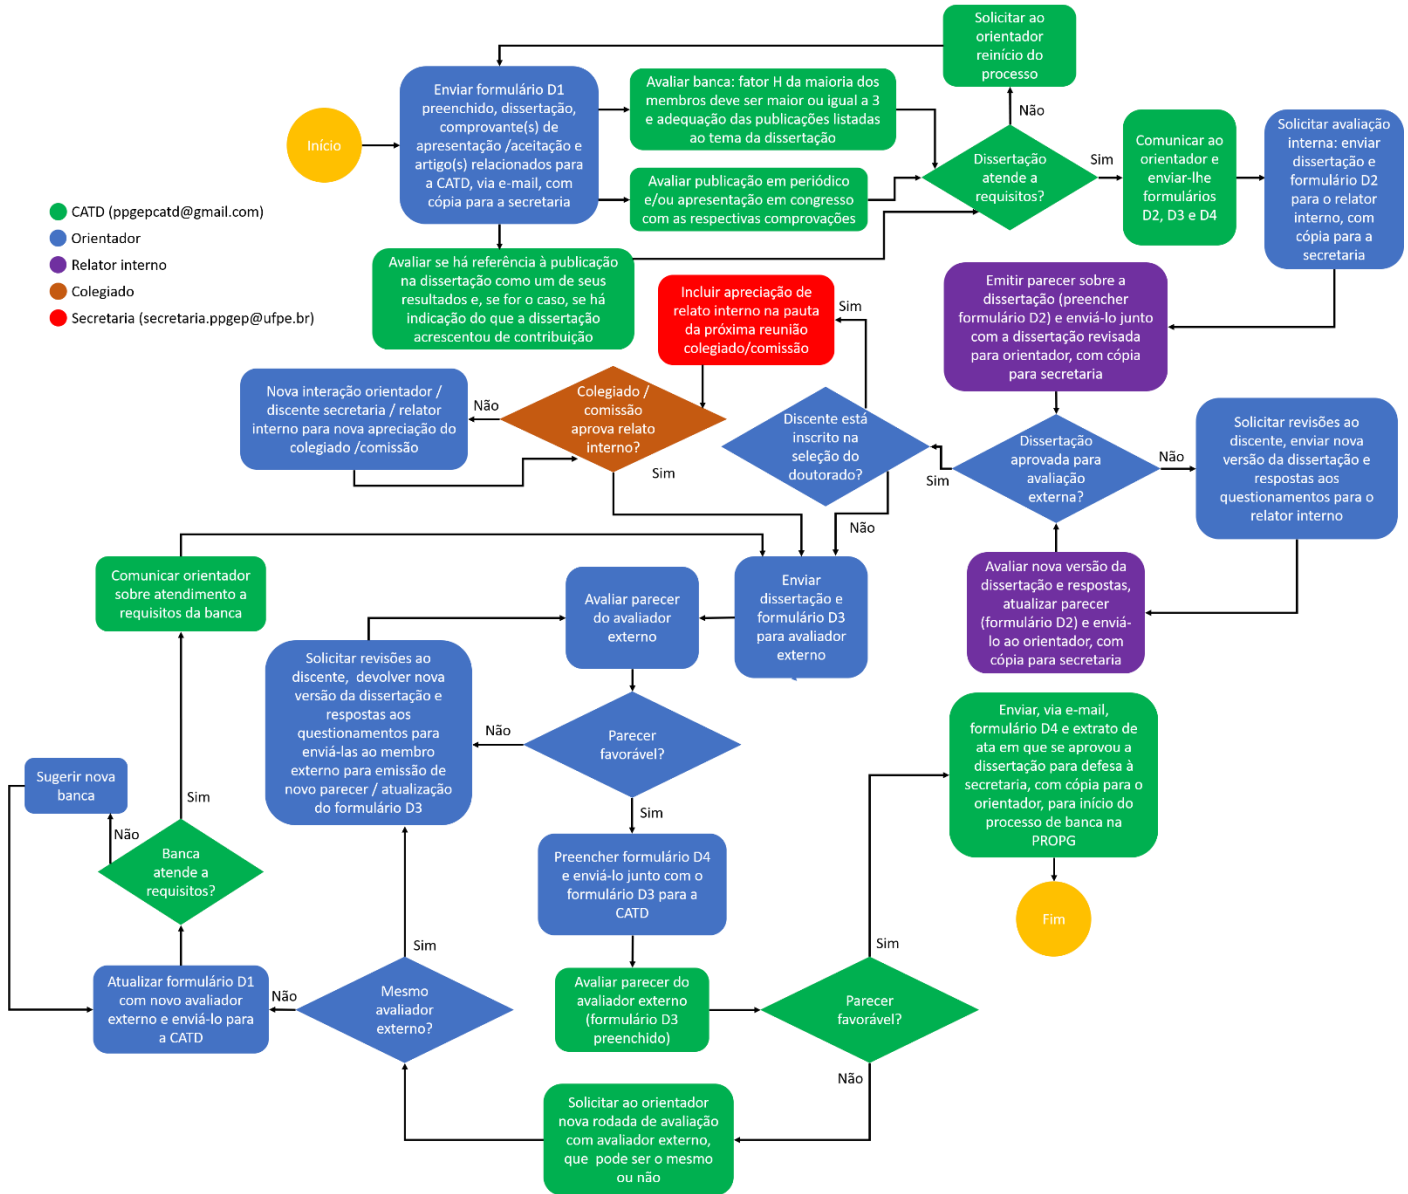 Solicitar ao
orientador
reinício do
processo
Enviar formulário D1
preenchido, dissertação,
comprovante(s) de
apresentação /aceitação e
artigo(s) relacionados para
a CATD, via e-mail, com
cópia para a secretaria
Avaliar banca: fator H da maioria dos
membros deve ser maior ou igual a 3
e adequação das publicações listadas
ao tema da dissertação
Não
Início
Dissertação
atende a
requisitos?
Sim
Comunicar ao
orientador e
enviar-lhe
formulários
D2, D3 e D4
Solicitar avaliação
interna: enviar
dissertação e
formulário D2
para o relator
interno, com
cópia para a
secretaria
Avaliar publicação em periódico
e/ou apresentação em congresso
com as respectivas comprovações
CATD (ppgepcatd@gmail.com)
Orientador
Relator interno
Colegiado
Secretaria (secretaria.ppgep@ufpe.br)
Avaliar se há referência à publicação
na dissertação como um de seus
resultados e, se for o caso, se há
indicação do que a dissertação
acrescentou de contribuição
Incluir apreciação de
relato interno na pauta
da próxima reunião
colegiado/comissão
Sim
Emitir parecer sobre a
dissertação (preencher
formulário D2) e enviá-lo junto
com a dissertação revisada
para orientador, com cópia
para secretaria
Nova interação orientador /
discente secretaria / relator
interno para nova apreciação do
colegiado /comissão
Não
Colegiado /
comissão
aprova relato
interno?
Sim
Discente está
inscrito na
seleção do
doutorado?
Não
Sim
Dissertação
aprovada para
avaliação
externa?
Não
Solicitar revisões ao
discente, enviar nova
versão da dissertação e
respostas aos
questionamentos para o
relator interno
Comunicar orientador
sobre atendimento a
requisitos da banca
Avaliar parecer
do avaliador
externo
Enviar
dissertação e
formulário D3
para avaliador
externo
Avaliar nova versão da
dissertação e respostas,
atualizar parecer
(formulário D2) e enviá-
lo ao orientador, com
cópia para secretaria
Solicitar revisões ao
discente, devolver nova
versão da dissertação e
respostas aos
questionamentos para
enviá-las ao membro
externo para emissão de
novo parecer / atualização
do formulário D3
Não
Parecer
favorável?
Sim
Enviar, via e-mail,
formulário D4 e extrato de
ata em que se aprovou a
dissertação para defesa à
secretaria, com cópia para o
orientador, para início do
processo de banca na
PROPG
Sugerir nova
banca
Sim
Não
Banca
atende a
requisitos?
Preencher formulário D4
e enviá-lo junto com o
formulário D3 para a
CATD
Fim
Sim
Sim
Atualizar formulário D1
com novo avaliador
externo e enviá-lo para
a CATD
Não
Mesmo
avaliador
externo?
Avaliar parecer do
avaliador externo
(formulário D3
preenchido)
Parecer
favorável?
Não
Solicitar ao orientador
nova rodada de avaliação
com avaliador externo,
que pode ser o mesmo
ou não